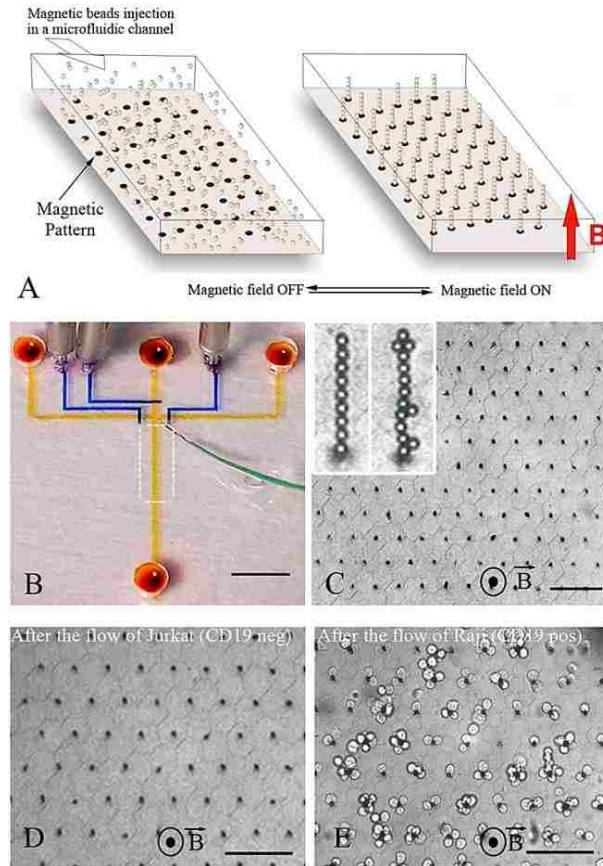 Magnetic beads injection
in a microfluidic channel
Magnetic
Pattern
B
A
Magnetic field OFF
Magnetic field ON
B
C
B
After the flow of Jurkat (CD19 neg)
After the flow of Raji (CD19 pos)
D
B
E
B